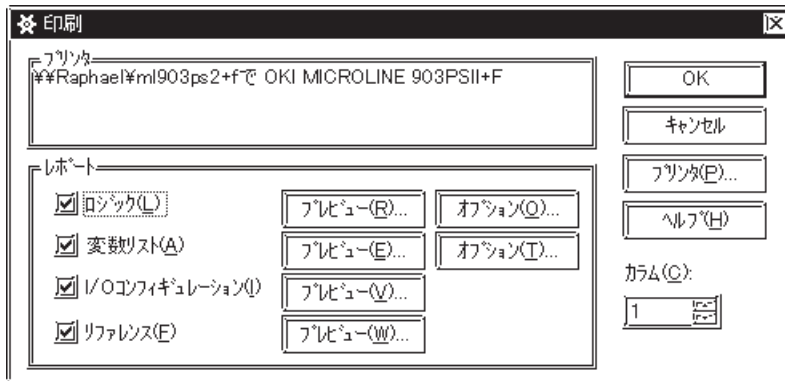 印刷
プリンタ
¥¥Raphael¥ml903ps2+fで OKI MICROLINE 903PSII+F
レポート
ロジック(L) プレビュー(R)... オプション(O)...
変数リスト(A) プレビュー(E)... オプション(T)...
I/Oコンフィギュレーション(I) プレビュー(V)...
リファレンス(F) プレビュー(W)...
OK
キャンセル
プリンタ(P)...
ヘルプ(H)
カラム(C):
1